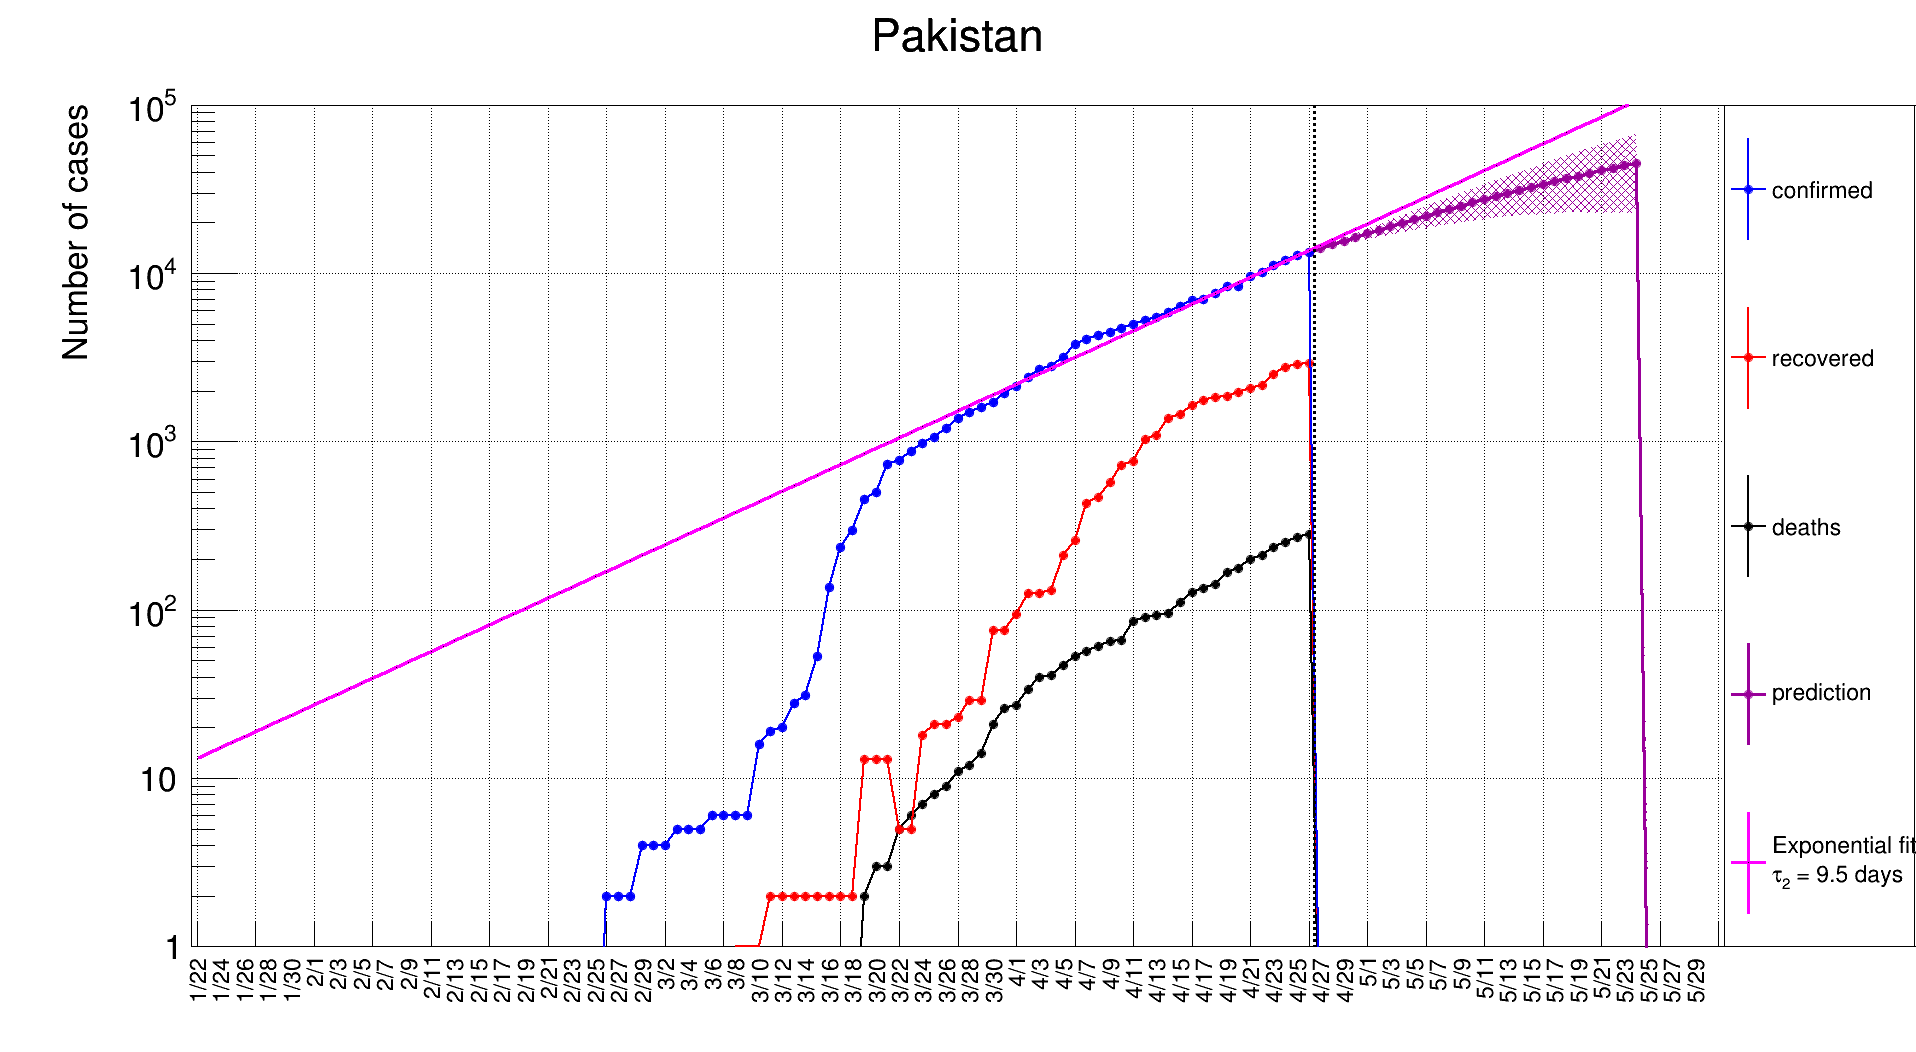 Pakistan
Number of cases
10^5
10^4
10^3
10^2
10
1
1/22 1/24 1/26 1/28 1/30 2/1 2/3 2/5 2/7 2/9 2/11 2/13 2/15 2/17 2/19 2/21 2/23 2/25 2/27 2/29 3/2 3/4 3/6 3/8 3/10 3/12 3/14 3/16 3/18 3/20 3/22 3/24 3/26 3/28 3/30 4/1 4/3 4/5 4/7 4/9 4/11 4/13 4/15 4/17 4/19 4/21 4/23 4/25 4/27 4/29 5/1 5/3 5/5 5/7 5/9 5/11 5/13 5/15 5/17 5/19 5/21 5/23 5/25 5/27 5/29
confirmed
recovered
deaths
prediction
Exponential fit
τ₂ = 9.5 days